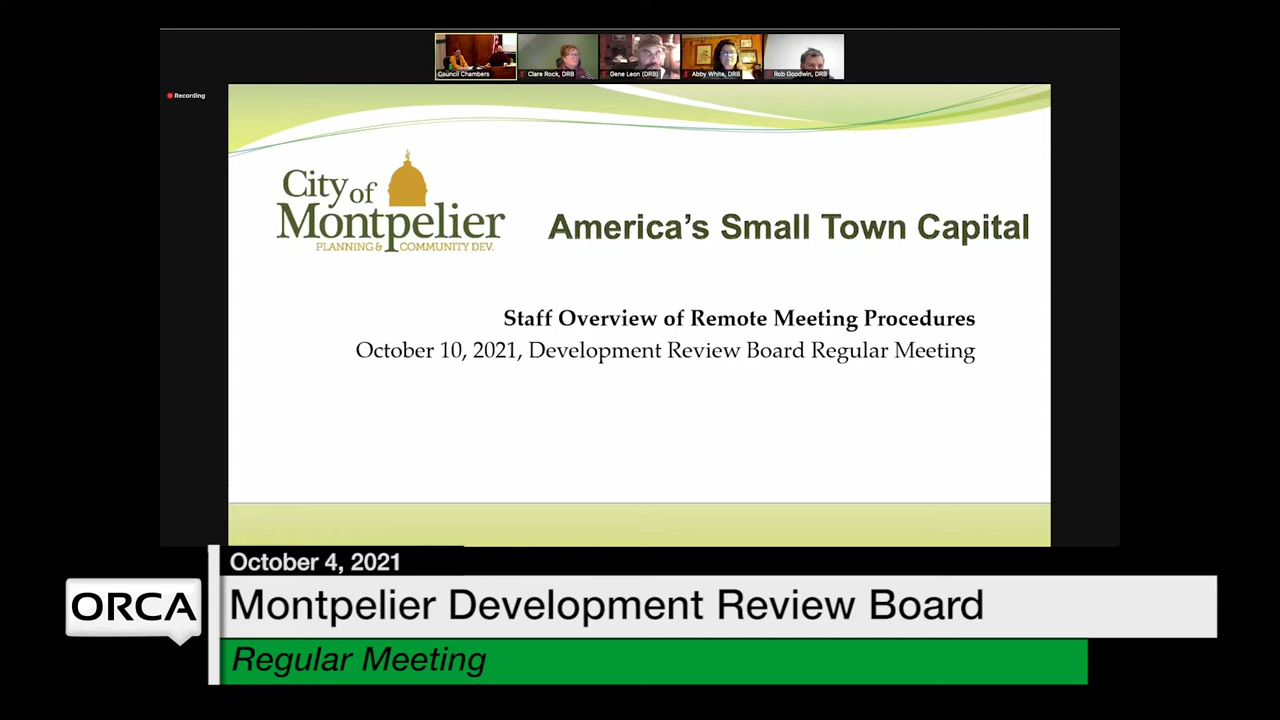 Council Chambers
Clare Rock, DRB
Gene Leon (DRB)
Abby White, DRB
Rob Goodwin, DRB
Recording
City of
Montpelier
PLANNING & COMMUNITY DEV.
America's Small Town Capital
Staff Overview of Remote Meeting Procedures
October 10, 2021, Development Review Board Regular Meeting
October 4, 2021
ORCA
Montpelier Development Review Board
Regular Meeting